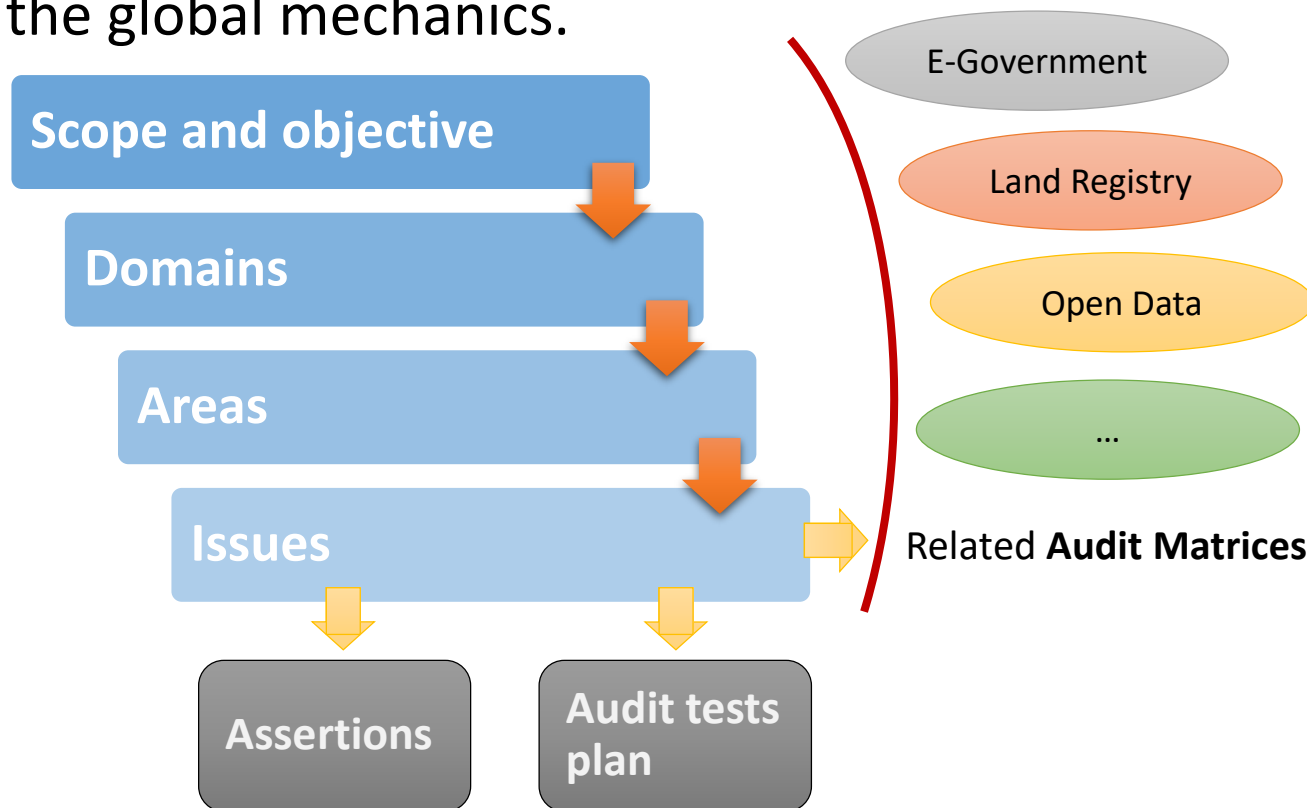 the global mechanics.
Scope and objective
Domains
Areas
Issues
Assertions
Audit tests
plan
E-Government
Land Registry
Open Data
...
Related Audit Matrices